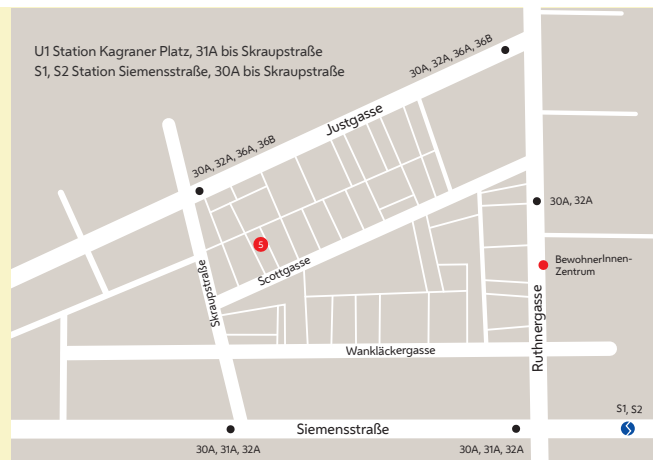 U1 Station Kagraner Platz, 31A bis Skraupstraße
S1, S2 Station Siemensstraße, 30A bis Skraupstraße
30A, 32A, 36A, 36B
Justgasse
30A, 32A, 36A, 36B
30A, 32A
5
Scottgasse
Skraupstraße
BewohnerInnen-
Zentrum
Ruthnergasse
Wankläckergasse
S1, S2
Siemensstraße
30A, 31A, 32A
30A, 31A, 32A